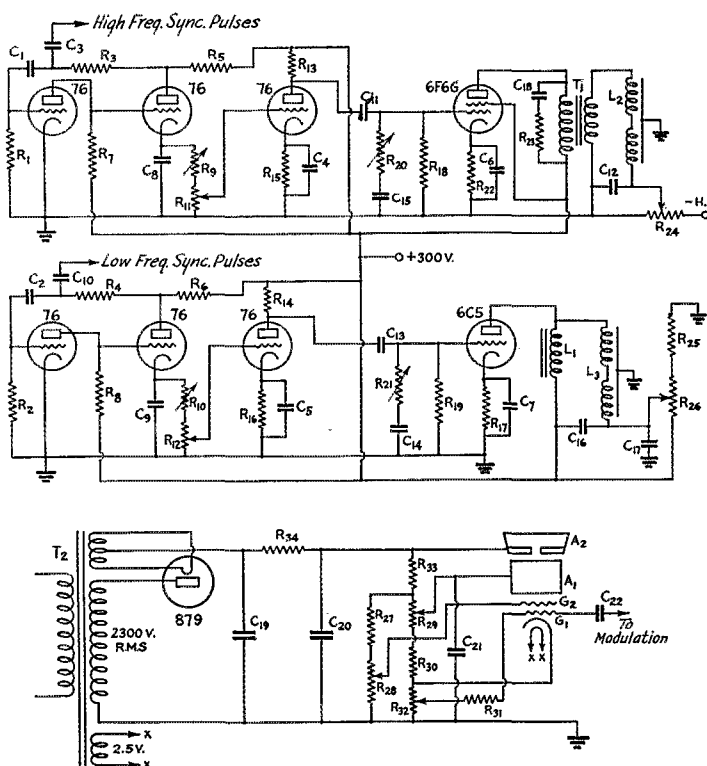 High Freq. Sync. Pulses
C1
C3
R3
R5
R13
76
76
76
C11
6F6G
C18
T1
L2
R1
R7
C8
R9
R11
R15
C4
R20
C15
R18
C6
R22
R23
C12
R24
-H.
Low Freq. Sync. Pulses
+300V.
C2
C10
R4
R6
R14
76
76
76
C13
6C5
L1
L3
R25
R26
R2
R8
C9
R10
R12
R16
C5
R21
C14
R19
R17
C7
C16
C17
T2
879
2300 V.
R.M.S
2.5V.
x
x
R34
C19
C20
R33
R27
R29
R28
R30
R32
C21
R31
A2
A1
G2
G1
x x
C22
To
Modulation